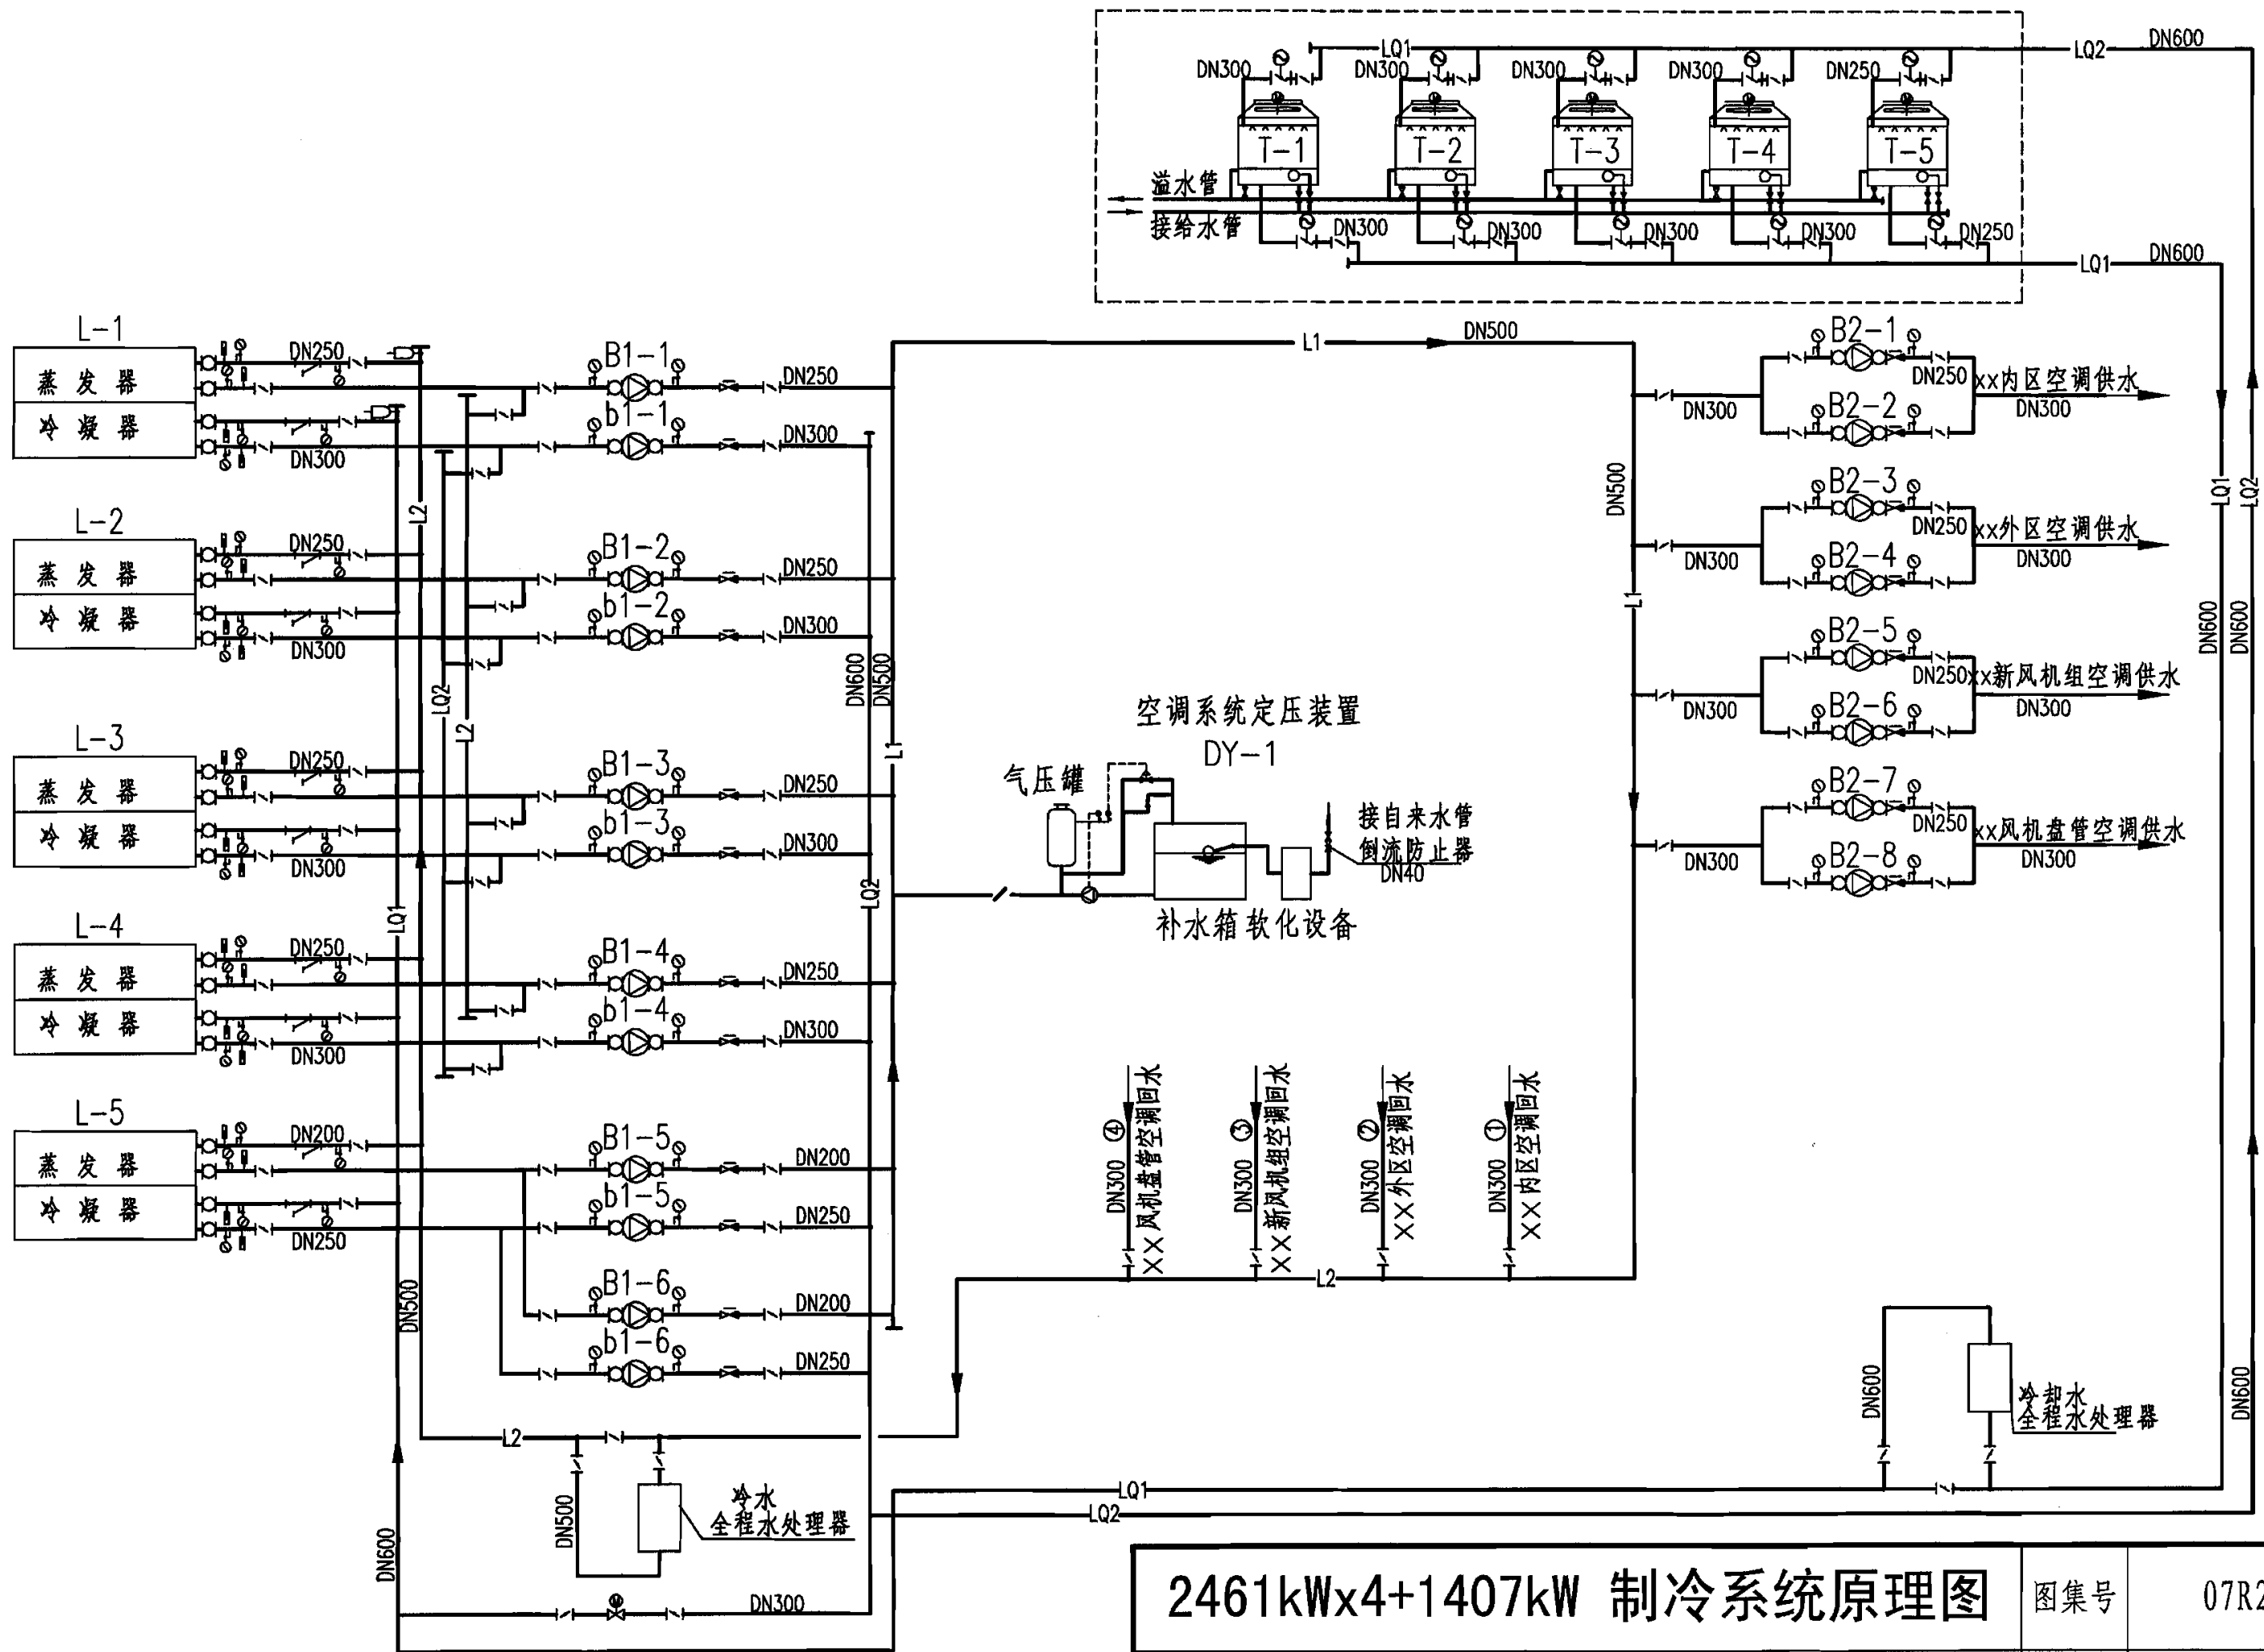 LQ1
LQ2
DN600
DN300
DN300
DN300
DN300
DN250
T-1
T-2
T-3
T-4
T-5
溢水管
接给水管
DN300
DN300
DN300
DN300
DN250
LQ1
DN600
L-1
蒸发器
冷凝器
DN250
DN300
B1-1
DN250
b1-1
DN300
L1
DN500
B2-1
DN250
xx内区空调供水
DN300
DN300
B2-2
L2
LQ1
LQ2
L-2
蒸发器
冷凝器
DN250
DN300
B1-2
DN250
b1-2
DN300
DN500
B2-3
DN250
xx外区空调供水
DN300
DN300
B2-4
L1
DN600
DN600
DN600
DN500
LQ2
L2
L1
B2-5
DN250
xx新风机组空调供水
DN300
DN300
B2-6
L-3
蒸发器
冷凝器
DN250
DN300
B1-3
DN250
b1-3
DN300
空调系统定压装置
DY-1
气压罐
接自来水管
倒流防止器
DN40
补水箱
软化设备
B2-7
DN250
xx风机盘管空调供水
DN300
DN300
B2-8
LQ1
LQ2
L-4
蒸发器
冷凝器
DN250
DN300
B1-4
DN250
b1-4
DN300
L-5
蒸发器
冷凝器
DN200
DN250
B1-5
DN200
b1-5
DN250
B1-6
DN200
b1-6
DN250
DN300 ④
××风机盘管空调回水
DN300 ③
××新风机组空调回水
DN300 ②
××外区空调回水
DN300 ①
××内区空调回水
L2
DN500
L2
DN500
冷水
全程水处理器
DN600
冷却水
全程水处理器
DN600
LQ1
LQ2
DN600
DN300
2461kWx4+1407kW 制冷系统原理图
图集号
07R2